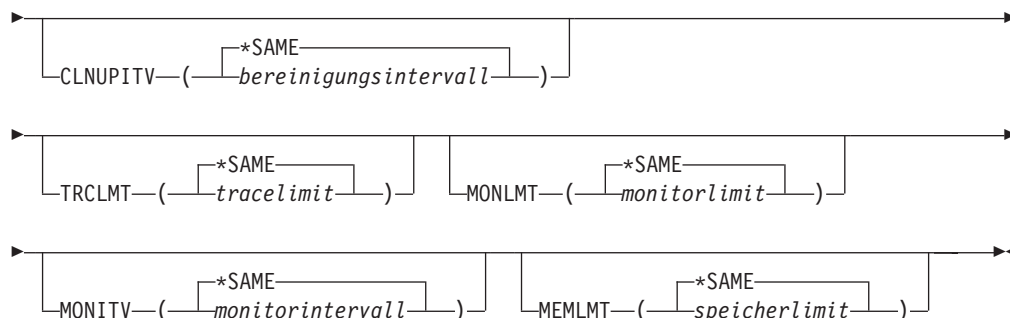 *SAME
CLNUPITV ( bereinigungsintervall )
*SAME *SAME
TRCLMT ( tracelimit ) MONLMT ( monitorlimit )
*SAME *SAME
MONITV ( monitorintervall ) MEMLMT ( speicherlimit )